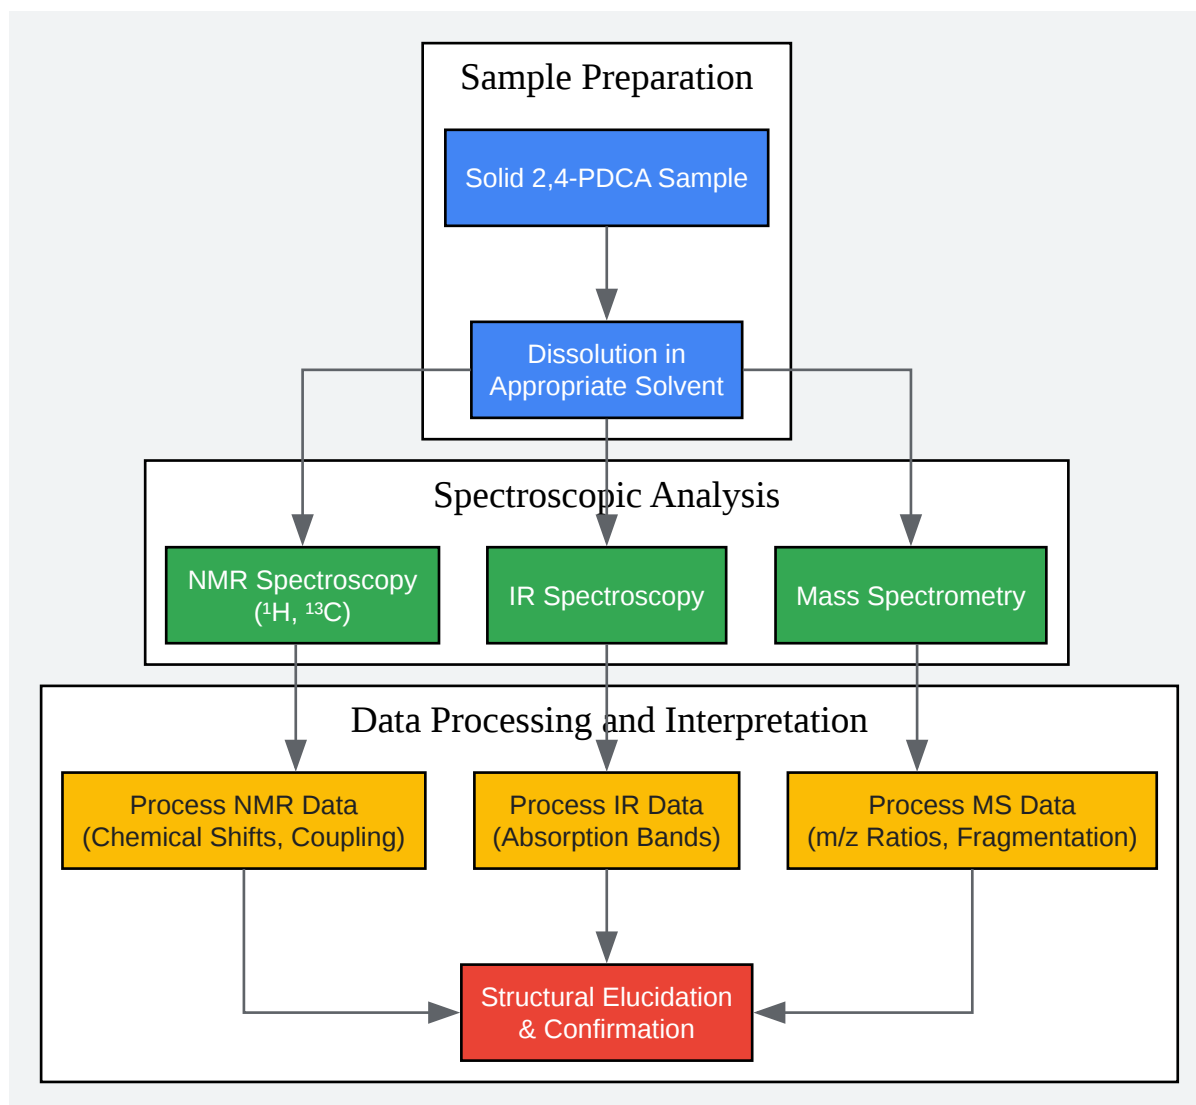 Sample Preparation
Solid 2,4-PDCA Sample
Dissolution in
Appropriate Solvent
Spectroscopic Analysis
NMR Spectroscopy
(¹H, ¹³C)
IR Spectroscopy
Mass Spectrometry
Data Processing and Interpretation
Process NMR Data
(Chemical Shifts, Coupling)
Process IR Data
(Absorption Bands)
Process MS Data
(m/z Ratios, Fragmentation)
Structural Elucidation
& Confirmation